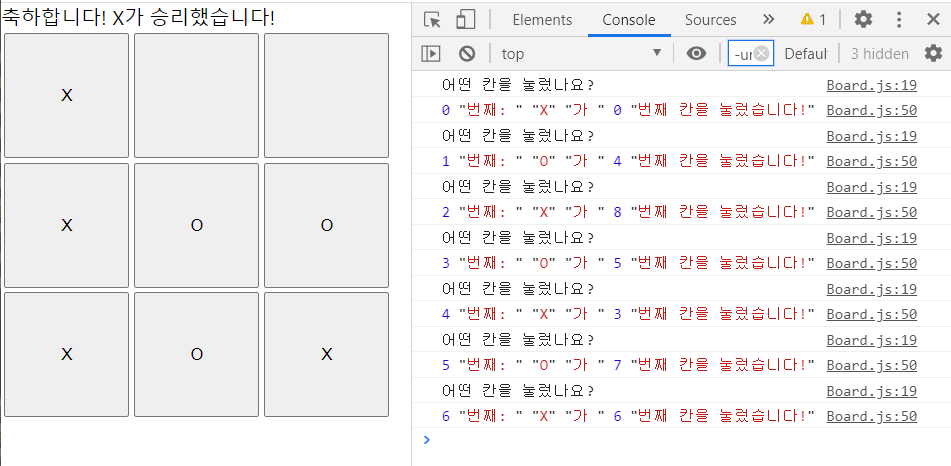 축하합니다! X가 승리했습니다!
X
X O O
X O X
Elements Console Sources » 1
top -ur Defaul 3 hidden
어떤 칸을 눌렀나요? Board.js:19
0 "번째: " "X" "가 " 0 "번째 칸을 눌렀습니다!" Board.js:50
어떤 칸을 눌렀나요? Board.js:19
1 "번째: " "O" "가 " 4 "번째 칸을 눌렀습니다!" Board.js:50
어떤 칸을 눌렀나요? Board.js:19
2 "번째: " "X" "가 " 8 "번째 칸을 눌렀습니다!" Board.js:50
어떤 칸을 눌렀나요? Board.js:19
3 "번째: " "O" "가 " 5 "번째 칸을 눌렀습니다!" Board.js:50
어떤 칸을 눌렀나요? Board.js:19
4 "번째: " "X" "가 " 3 "번째 칸을 눌렀습니다!" Board.js:50
어떤 칸을 눌렀나요? Board.js:19
5 "번째: " "O" "가 " 7 "번째 칸을 눌렀습니다!" Board.js:50
어떤 칸을 눌렀나요? Board.js:19
6 "번째: " "X" "가 " 6 "번째 칸을 눌렀습니다!" Board.js:50